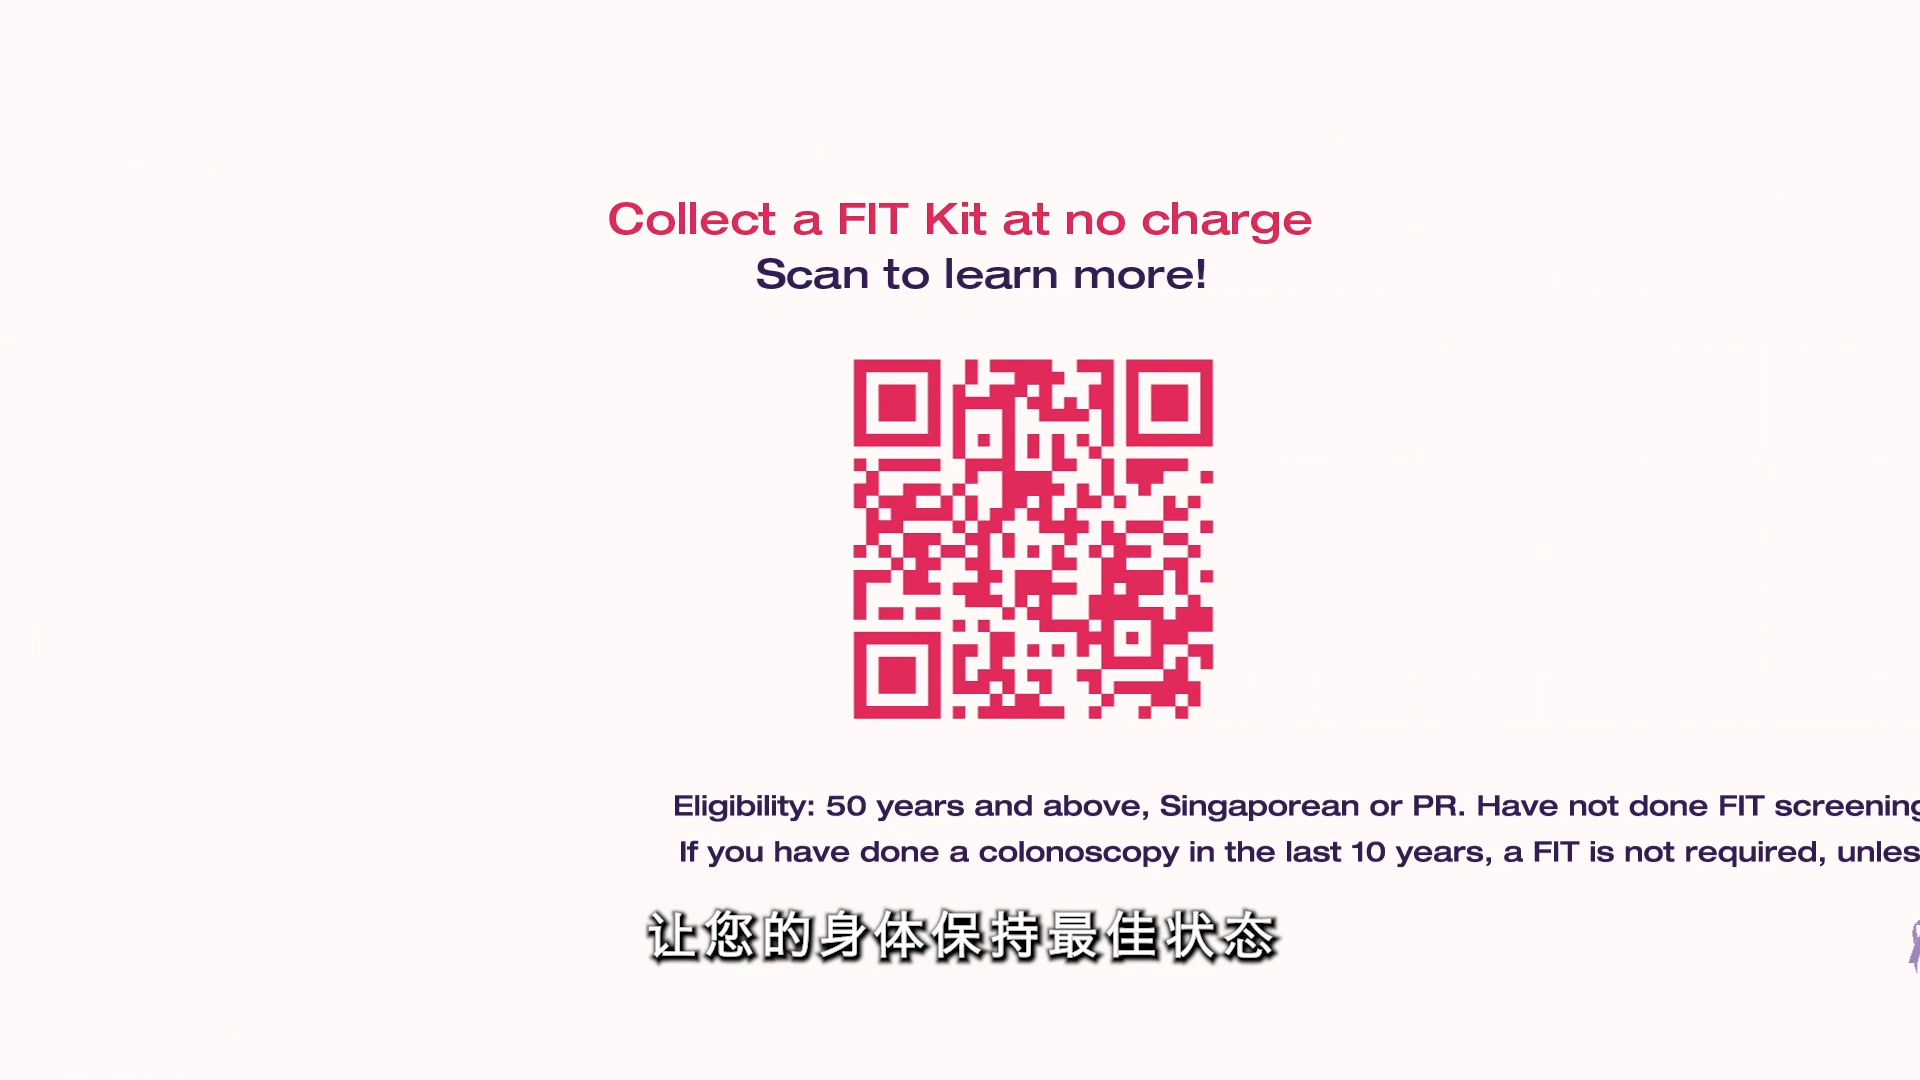 Collect a FIT Kit at no charge
Scan to learn more!
Eligibility: 50 years and above, Singaporean or PR. Have not done FIT screening
If you have done a colonoscopy in the last 10 years, a FIT is not required,
让您的身体保持最佳状态